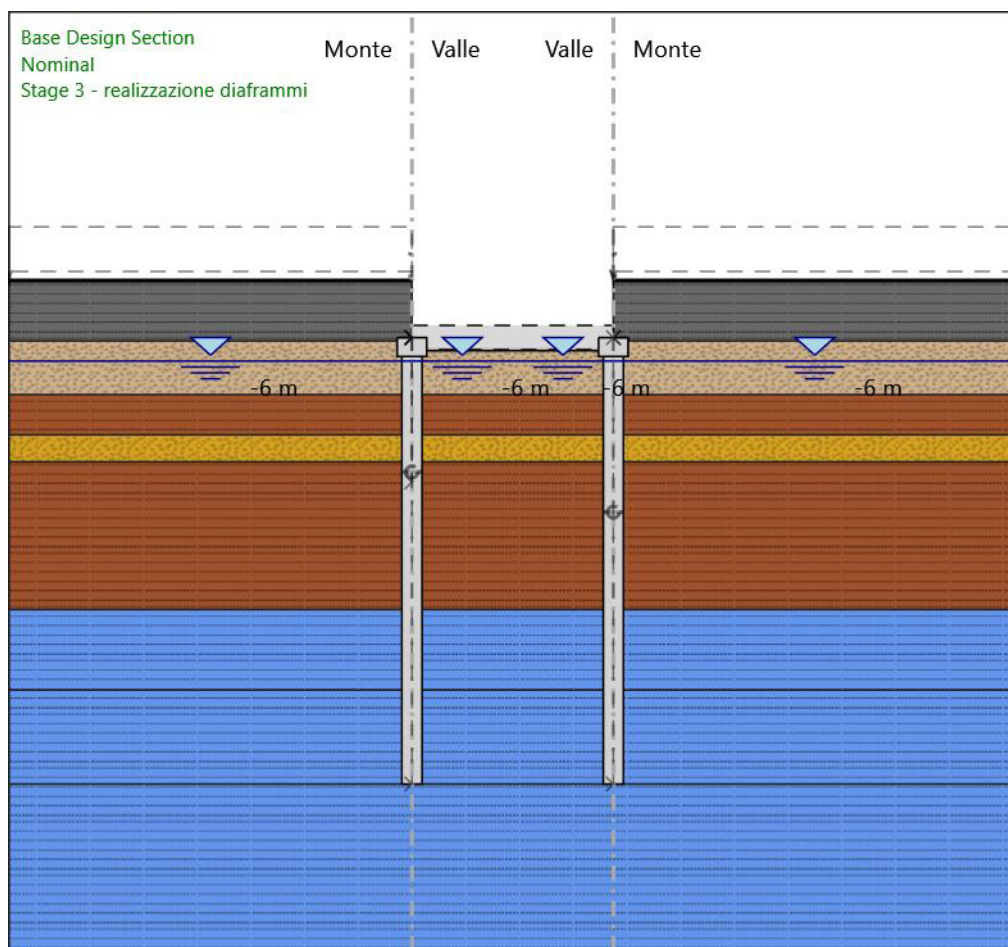 Base Design Section
Nominal
Stage 3 - realizzazione diaframmi
Monte Valle Valle Monte
-6 m -6 m -6 m -6 m